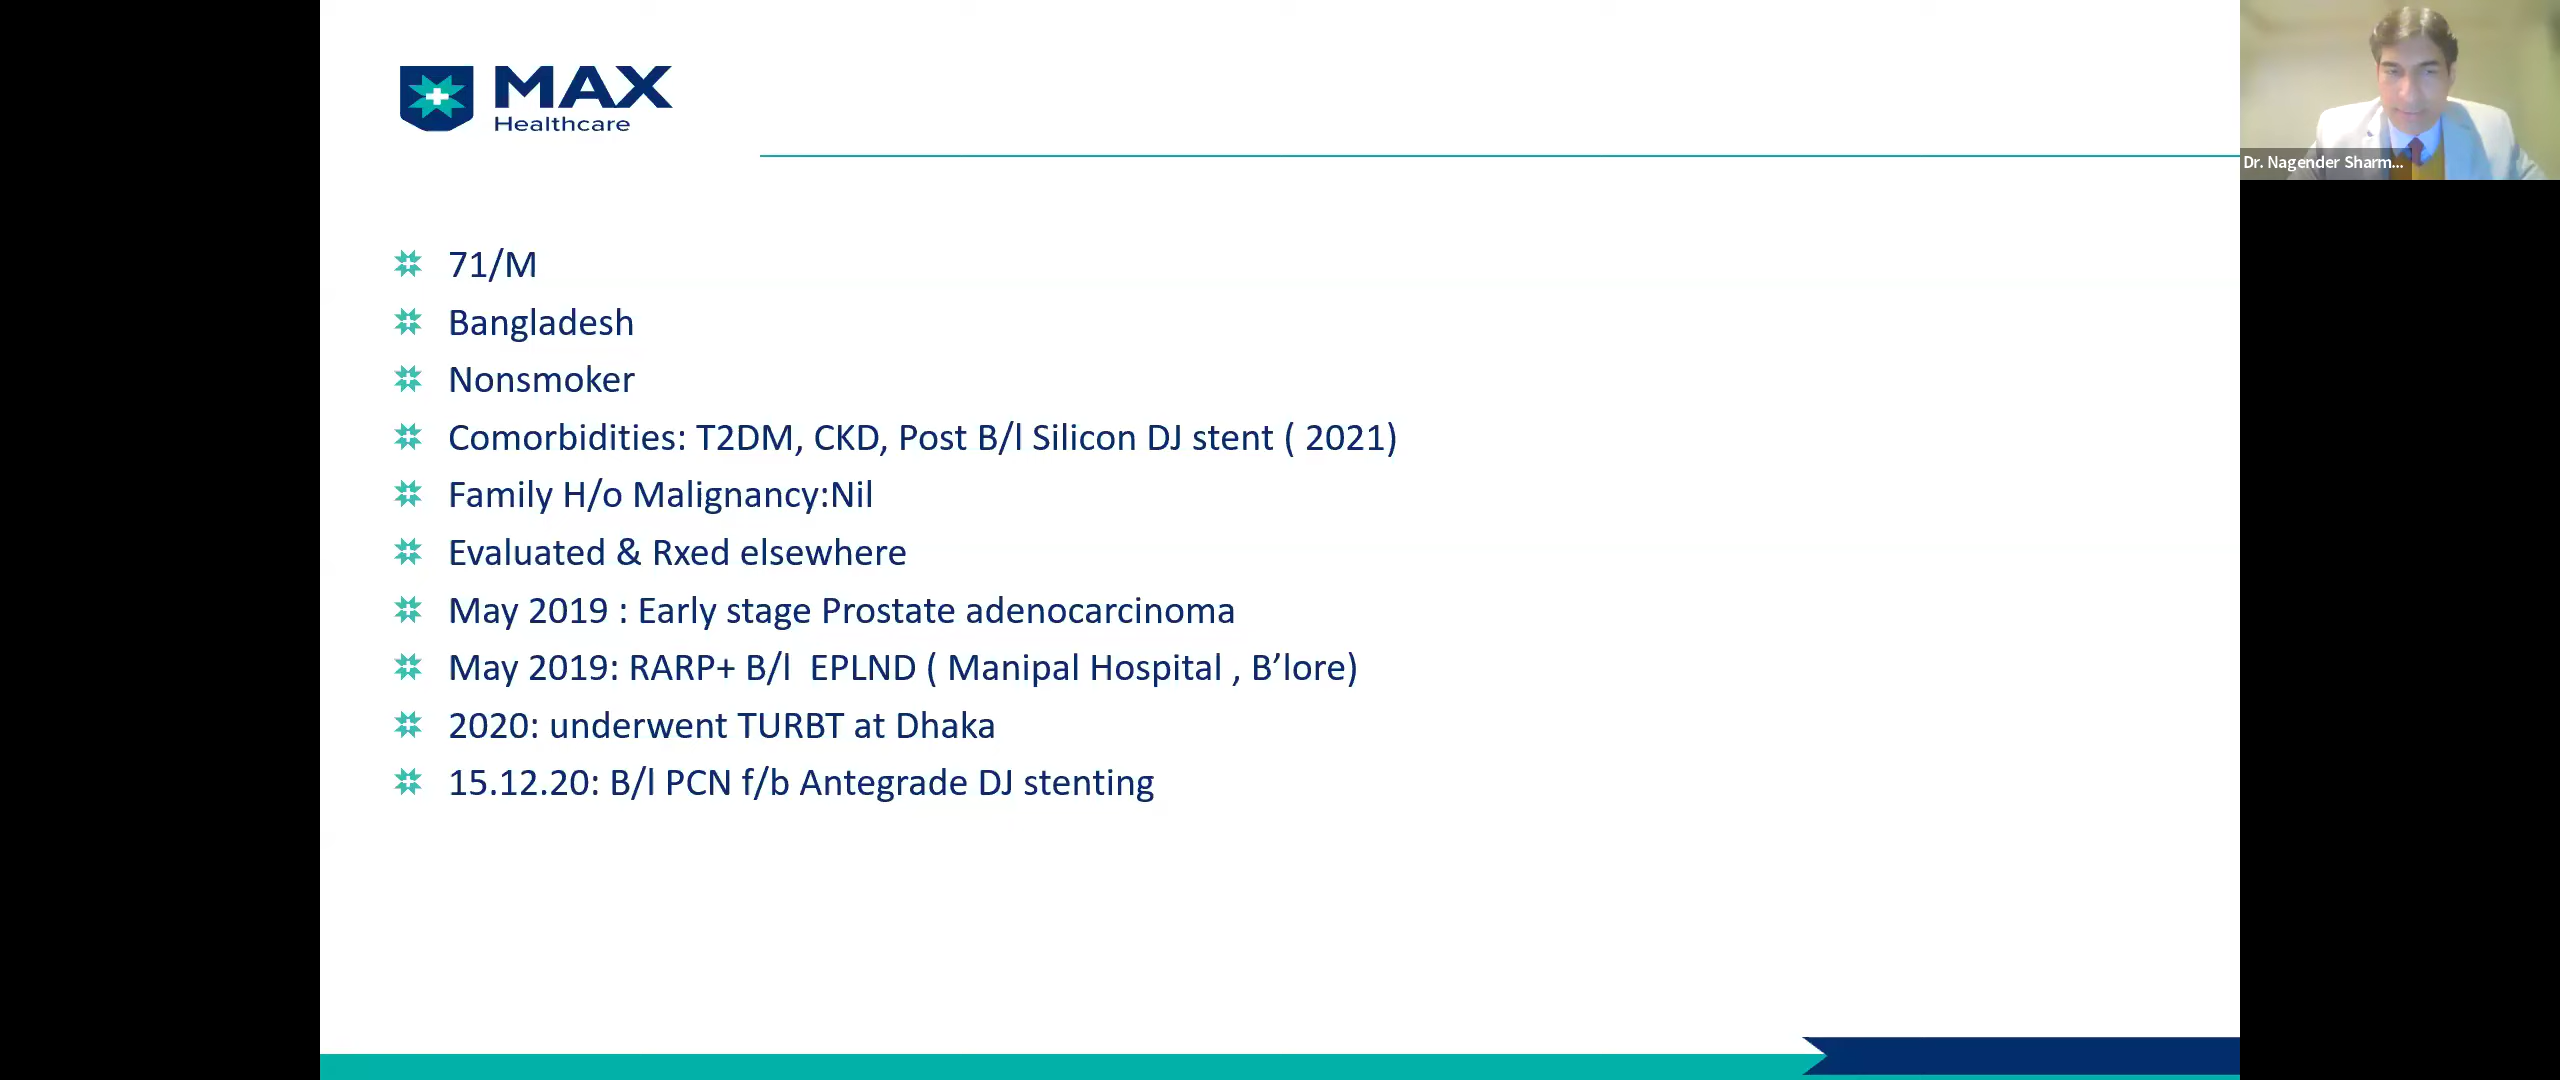 MAX
Healthcare
Dr. Nagender Sharm...
71/M
Bangladesh
Nonsmoker
Comorbidities: T2DM, CKD, Post B/l Silicon DJ stent ( 2021)
Family H/o Malignancy:Nil
Evaluated & Rxed elsewhere
May 2019 : Early stage Prostate adenocarcinoma
May 2019: RARP+ B/l  EPLND ( Manipal Hospital , B’lore)
2020: underwent TURBT at Dhaka
15.12.20: B/l PCN f/b Antegrade DJ stenting